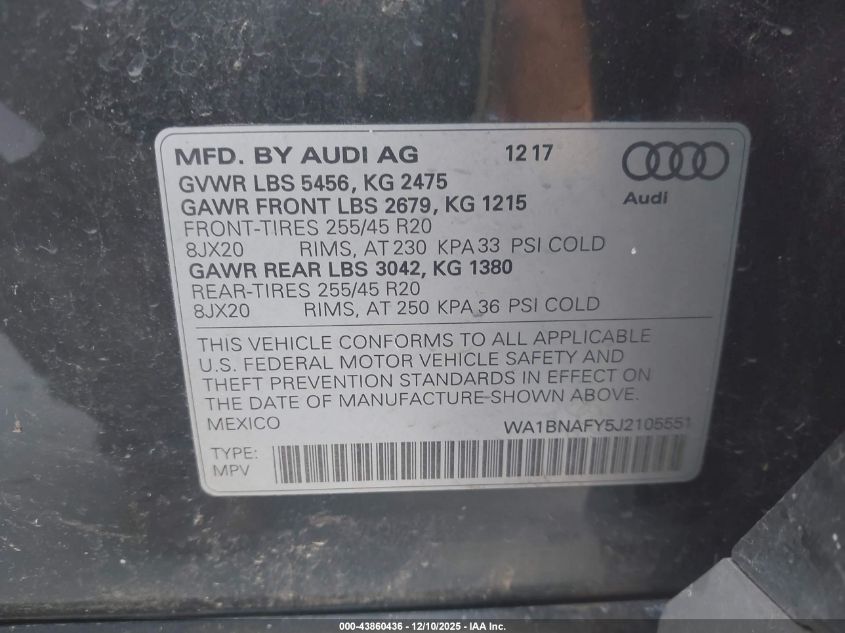 MFD. BY AUDI AG 12 17
Audi
GVWR LBS 5456, KG 2475
GAWR FRONT LBS 2679, KG 1215
FRONT-TIRES 255/45 R20
8JX20 RIMS, AT 230 KPA 33 PSI COLD
GAWR REAR LBS 3042, KG 1380
REAR-TIRES 255/45 R20
8JX20 RIMS, AT 250 KPA 36 PSI COLD
THIS VEHICLE CONFORMS TO ALL APPLICABLE
U.S. FEDERAL MOTOR VEHICLE SAFETY AND
THEFT PREVENTION STANDARDS IN EFFECT ON
THE DATE OF MANUFACTURE SHOWN ABOVE.
MEXICO WA1BNAFY5J2105551
TYPE:
MPV
000-43860436 - 12/10/2025 - IAA Inc.